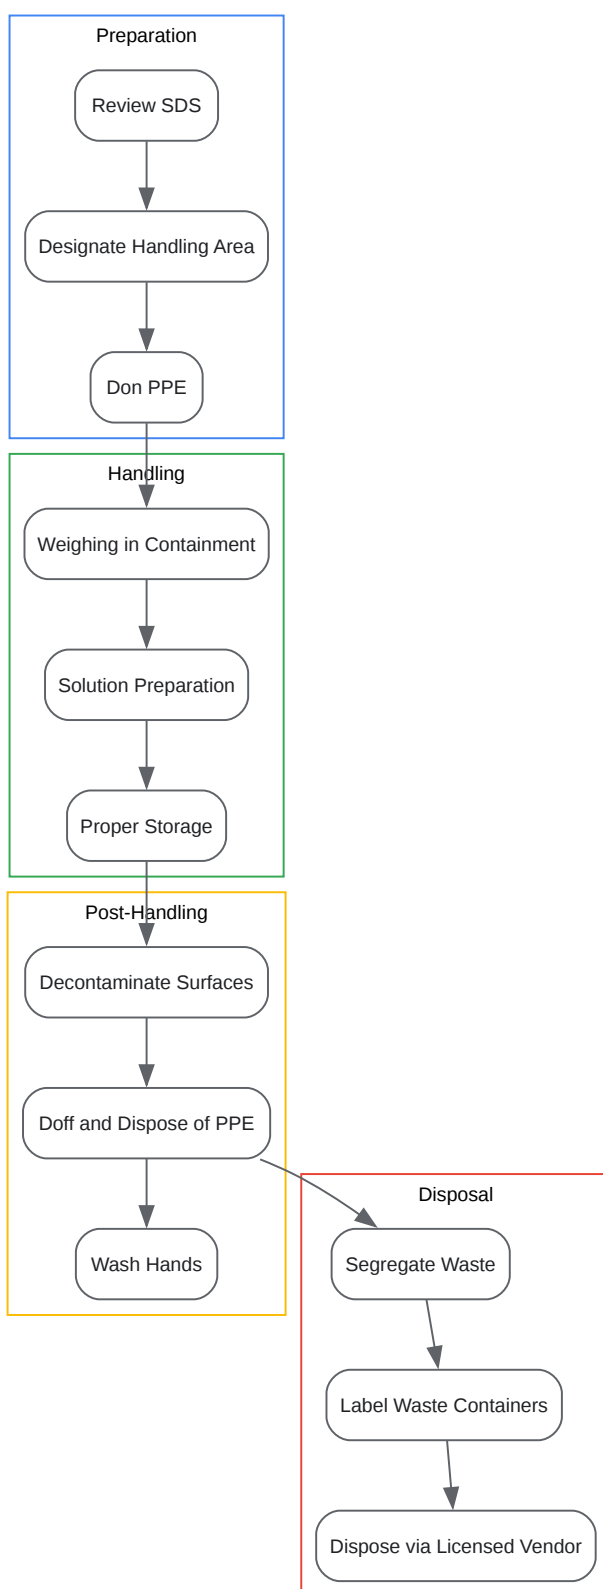 Preparation
Review SDS
Designate Handling Area
Don PPE
Handling
Weighing in Containment
Solution Preparation
Proper Storage
Post-Handling
Decontaminate Surfaces
Doff and Dispose of PPE
Wash Hands
Disposal
Segregate Waste
Label Waste Containers
Dispose via Licensed Vendor